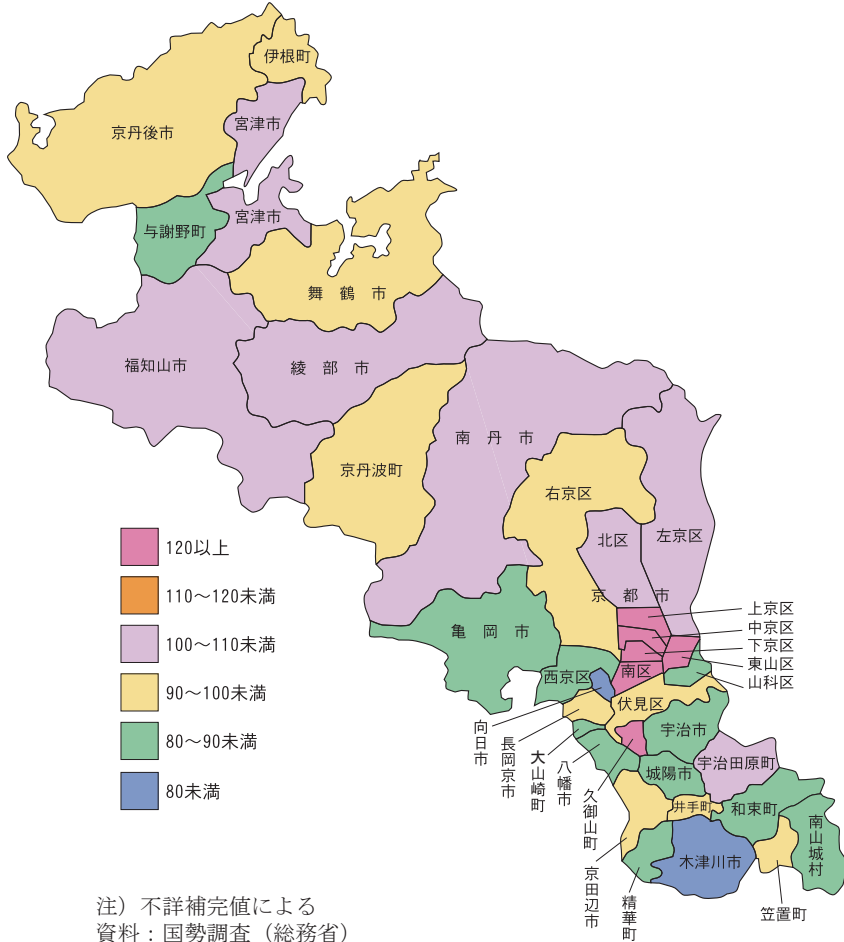 伊根町
京丹後市
宮津市
与謝野町
宮津市
舞鶴市
福知山市
綾部市
南丹市
京丹波町
右京区
北区
左京区
京都市
上京区
中京区
下京区
東山区
山科区
亀岡市
西京区
南区
伏見区
向日市
長岡京市
大山崎町
八幡市
久御山町
宇治市
城陽市
宇治田原町
井手町
和束町
南山城村
木津川市
京田辺市
精華町
笠置町
120以上
110～120未満
100～110未満
90～100未満
80～90未満
80未満
注）不詳補完値による
資料：国勢調査（総務省）